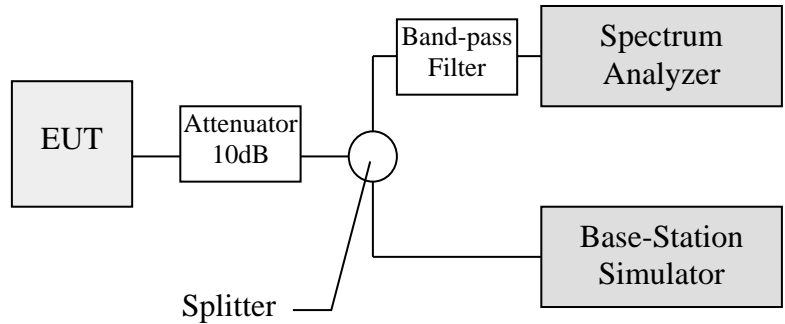 EUT
Attenuator
10dB
Band-pass
Filter
Spectrum
Analyzer
Base-Station
Simulator
Splitter